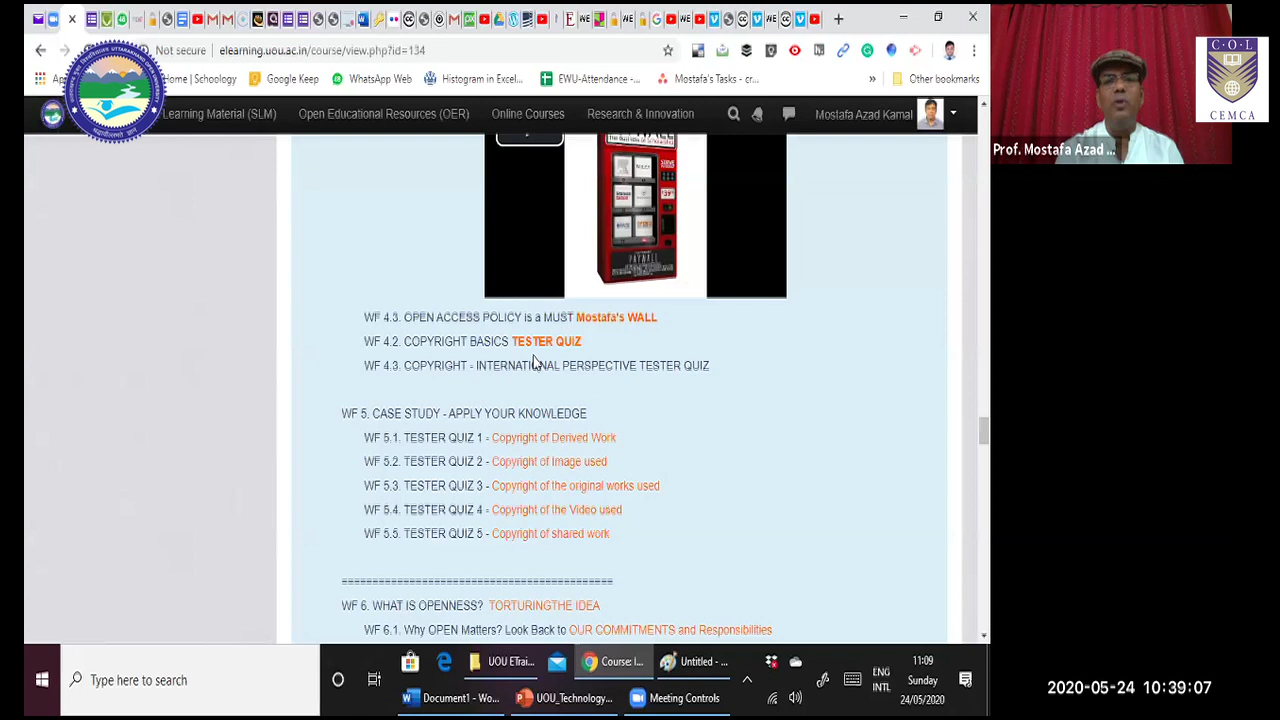 Not secure
elearning.uou.ac.in/course/view.php?id=134
Home | Schoology
Google Keep
WhatsApp Web
Histogram in Excel...
EWU-Attendance -...
Mostafa's Tasks - cr...
»
Other bookmarks
C·O·L
CEMCA
Learning Material (SLM)
Open Educational Resources (OER)
Online Courses
Research & Innovation
Mostafa Azad Kamal
Prof. Mostafa Azad ...
PAYWALL
WF 4.3. OPEN ACCESS POLICY is a MUST Mostafa's WALL
WF 4.2. COPYRIGHT BASICS TESTER QUIZ
WF 4.3. COPYRIGHT - INTERNATIONAL PERSPECTIVE TESTER QUIZ
WF 5. CASE STUDY - APPLY YOUR KNOWLEDGE
WF 5.1. TESTER QUIZ 1 - Copyright of Derived Work
WF 5.2. TESTER QUIZ 2 - Copyright of Image used
WF 5.3. TESTER QUIZ 3 - Copyright of the original works used
WF 5.4. TESTER QUIZ 4 - Copyright of the Video used
WF 5.5. TESTER QUIZ 5 - Copyright of shared work
============================================
WF 6. WHAT IS OPENNESS? TORTURINGTHE IDEA
WF 6.1. Why OPEN Matters? Look Back to OUR COMMITMENTS and Responsibilities
Type here to search
UOU ETrai...
Course: I...
Untitled - ...
Document1 - Wo...
UOU_Technology...
Meeting Controls
ENG
INTL
11:09
Sunday
24/05/2020
2020-05-24 10:39:07